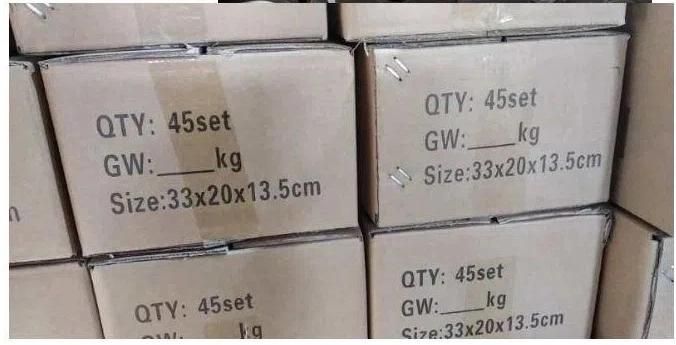 QTY: 45set
GW:____kg
Size:33x20x13.5cm
QTY: 45set
GW:____kg
Size:33x20x13.5cm
QTY: 45set
kg
QTY: 45set
GW:____kg
Size:33x20x13.5cm